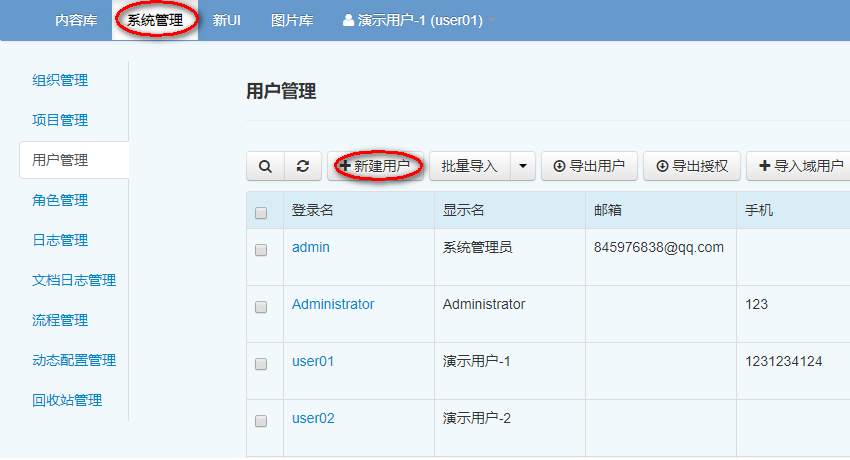 内容库 系统管理 新UI 图片库 演示用户-1 (user01)
组织管理
项目管理
用户管理
角色管理
日志管理
文档日志管理
流程管理
动态配置管理
回收站管理
用户管理
新建用户 批量导入 导出用户 导出授权 导入域用户
登录名 显示名 邮箱 手机
admin 系统管理员 845976838@qq.com
Administrator Administrator 123
user01 演示用户-1 1231234124
user02 演示用户-2